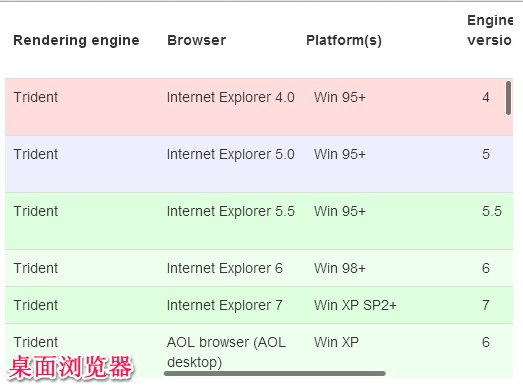 Rendering engine Browser Platform(s) Engine versio
Trident Internet Explorer 4.0 Win 95+ 4
Trident Internet Explorer 5.0 Win 95+ 5
Trident Internet Explorer 5.5 Win 95+ 5.5
Trident Internet Explorer 6 Win 98+ 6
Trident Internet Explorer 7 Win XP SP2+ 7
Trident AOL browser (AOL desktop) Win XP 6
桌面浏览器